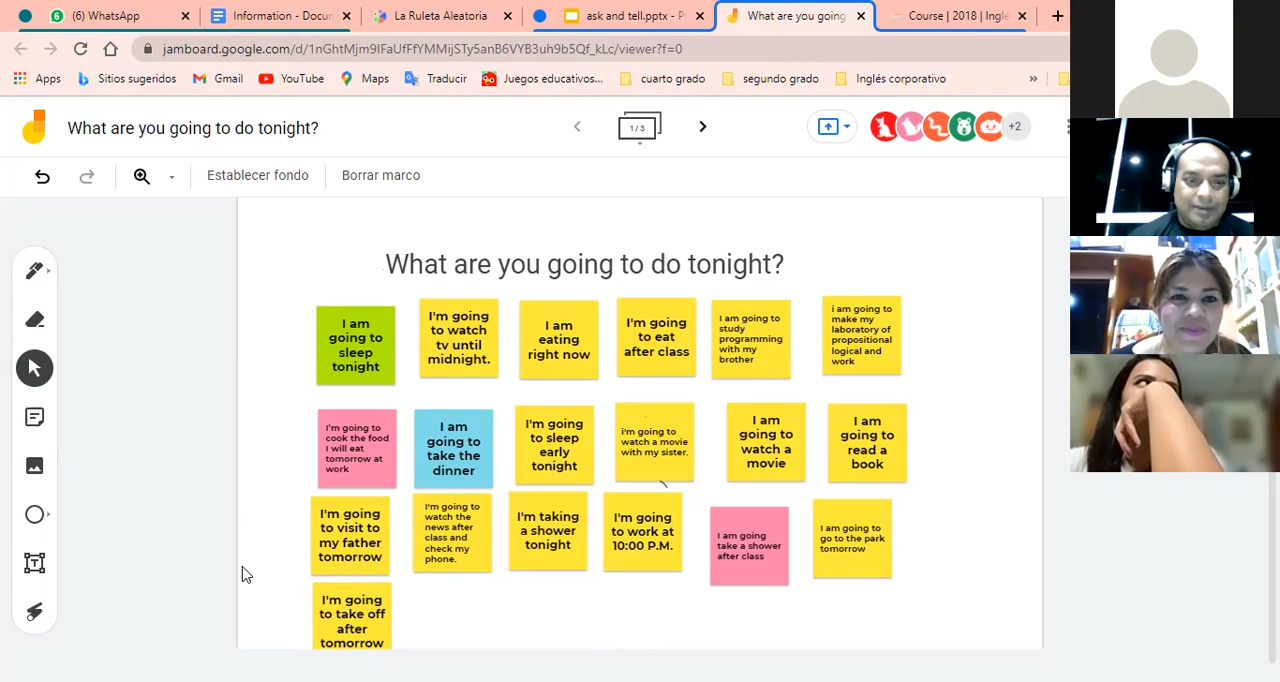 (6) WhatsApp
Information - Docun
La Ruleta Aleatoria
ask and tell.pptx - P
What are you going
Course | 2018 | Inglé
jamboard.google.com/d/1nGhtMjm9IFaUfFfYMMijSTy5anB6VYB3uh9b5Qf_kLc/viewer?f=0
Apps
Sitios sugeridos
Gmail
YouTube
Maps
Traducir
Juegos educativos...
cuarto grado
segundo grado
Inglés corporativo
»
What are you going to do tonight?
1 / 3
+2
Establecer fondo
Borrar marco
What are you going to do tonight?
I am
going to
sleep
tonight
I'm going
to watch
tv until
midnight.
I am
eating
right now
I'm going
to eat
after class
I am going to
study
programming
with my
brother
i am going to
make my
laboratory of
propositional
logical and
work
I'm going to
cook the food
I will eat
tomorrow at
work
I am
going to
take the
dinner
I'm going
to sleep
early
tonight
i'm going to
watch a movie
with my sister.
I am
going to
watch a
movie
I am
going to
read a
book
I'm going
to visit to
my father
tomorrow
I'm going to
watch the
news after
class and
check my
phone.
I'm taking
a shower
tonight
I'm going
to work at
10:00 P.M.
I am going
take a shower
after class
I am going to
go to the park
tomorrow
I'm going
to take off
after
tomorrow